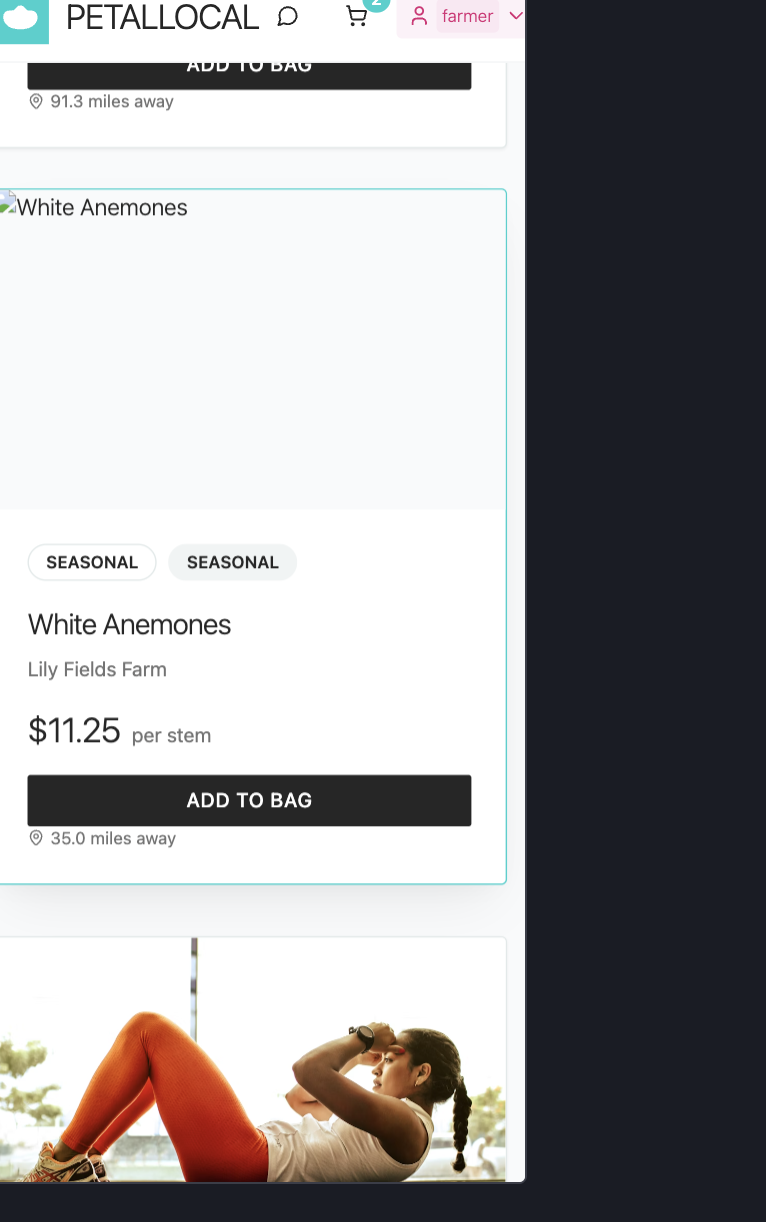 PETALLOCAL
2
farmer
ADD TO BAG
91.3 miles away
White Anemones
SEASONAL SEASONAL
White Anemones
Lily Fields Farm
$11.25 per stem
ADD TO BAG
35.0 miles away